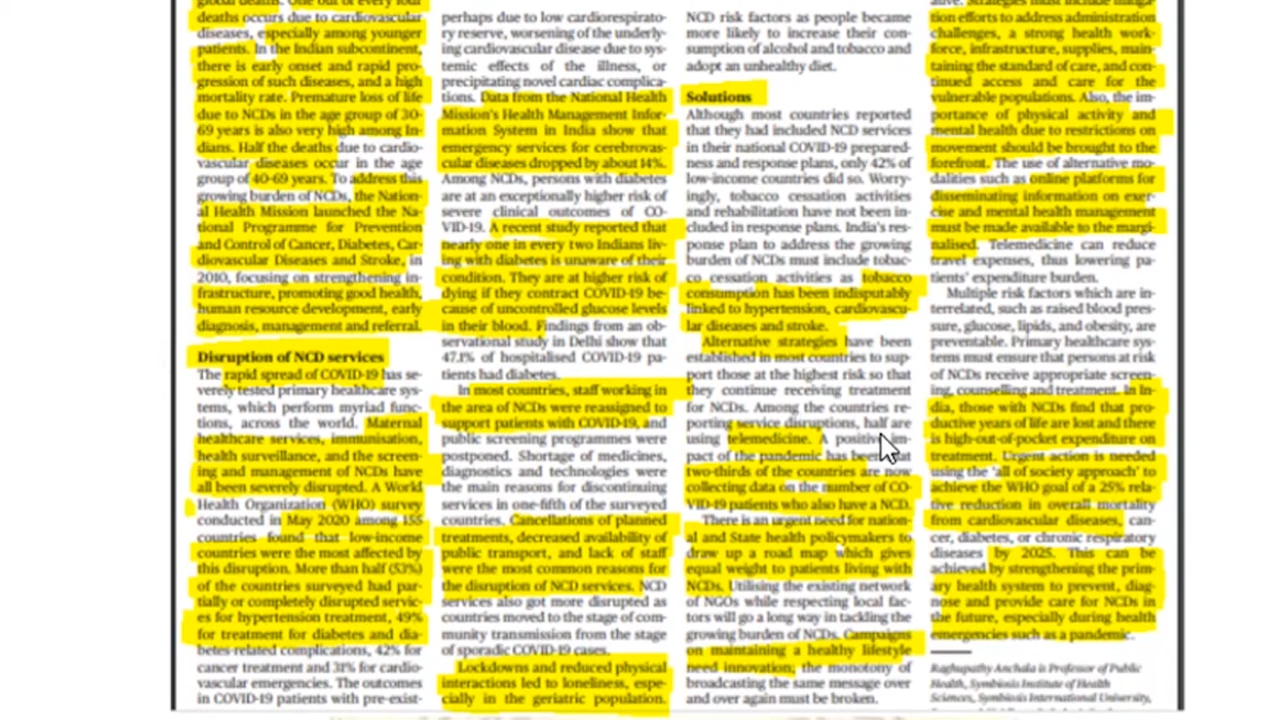 global deaths. One out of every four
deaths occurs due to cardiovascular
diseases, especially among younger
patients. In the Indian subcontinent,
there is early onset and rapid pro-
gression of such diseases, and a high
mortality rate. Premature loss of life
due to NCDs in the age group of 30-
69 years is also very high among In-
dians. Half the deaths due to cardio-
vascular diseases occur in the age
group of 40-69 years. To address this
growing burden of NCDs, the Nation-
al Health Mission launched the Na-
tional Programme for Prevention
and Control of Cancer, Diabetes, Car-
diovascular Diseases and Stroke, in
2010, focusing on strengthening in-
frastructure, promoting good health,
human resource development, early
diagnosis, management and referral.
Disruption of NCD services
The rapid spread of COVID-19 has se-
verely tested primary healthcare sys-
tems, which perform myriad func-
tions, across the world. Maternal
healthcare services, immunisation,
health surveillance, and the screen-
ing and management of NCDs have
all been severely disrupted. A World
Health Organization (WHO) survey
conducted in May 2020 among 155
countries found that low-income
countries were the most affected by
this disruption. More than half (53%)
of the countries surveyed had par-
tially or completely disrupted servic-
es for hypertension treatment, 49%
for treatment for diabetes and dia-
betes-related complications, 42% for
cancer treatment and 31% for cardio-
vascular emergencies. The outcomes
in COVID-19 patients with pre-exist-
perhaps due to low cardiorespirato-
ry reserve, worsening of the underly-
ing cardiovascular disease due to sys-
temic effects of the illness, or
precipitating novel cardiac complica-
tions. Data from the National Health
Mission's Health Management Infor-
mation System in India show that
emergency services for cerebrovas-
cular diseases dropped by about 14%.
Among NCDs, persons with diabetes
are at an exceptionally higher risk of
severe clinical outcomes of CO-
VID-19. A recent study reported that
nearly one in every two Indians liv-
ing with diabetes is unaware of their
condition. They are at higher risk of
dying if they contract COVID-19 be-
cause of uncontrolled glucose levels
in their blood. Findings from an ob-
servational study in Delhi show that
47.1% of hospitalised COVID-19 pa-
tients had diabetes.
In most countries, staff working in
the area of NCDs were reassigned to
support patients with COVID-19, and
public screening programmes were
postponed. Shortage of medicines,
diagnostics and technologies were
the main reasons for discontinuing
services in one-fifth of the surveyed
countries. Cancellations of planned
treatments, decreased availability of
public transport, and lack of staff
were the most common reasons for
the disruption of NCD services. NCD
services also got more disrupted as
countries moved to the stage of com-
munity transmission from the stage
of sporadic COVID-19 cases.
Lockdowns and reduced physical
interactions led to loneliness, espe-
cially in the geriatric population.
NCD risk factors as people became
more likely to increase their con-
sumption of alcohol and tobacco and
adopt an unhealthy diet.
Solutions
Although most countries reported
that they had included NCD services
in their national COVID-19 prepared-
ness and response plans, only 42% of
low-income countries did so. Worry-
ingly, tobacco cessation activities
and rehabilitation have not been in-
cluded in response plans. India's res-
ponse plan to address the growing
burden of NCDs must include tobac-
co cessation activities as tobacco
consumption has been indisputably
linked to hypertension, cardiovascu-
lar diseases and stroke.
Alternative strategies have been
established in most countries to sup-
port those at the highest risk so that
they continue receiving treatment
for NCDs. Among the countries re-
porting service disruptions, half are
using telemedicine. A positive im-
pact of the pandemic has been that
two-thirds of the countries are now
collecting data on the number of CO-
VID-19 patients who also have a NCD.
There is an urgent need for nation-
al and State health policymakers to
draw up a road map which gives
equal weight to patients living with
NCDs. Utilising the existing network
of NGOs while respecting local fac-
tors will go a long way in tackling the
growing burden of NCDs. Campaigns
on maintaining a healthy lifestyle
need innovation; the monotony of
broadcasting the same message over
and over again must be broken.
Strategies must include mitiga-
tion efforts to address administration
challenges, a strong health work-
force, infrastructure, supplies, main-
taining the standard of care, and con-
tinued access and care for the
vulnerable populations. Also, the im-
portance of physical activity and
mental health due to restrictions on
movement should be brought to the
forefront. The use of alternative mo-
dalities such as online platforms for
disseminating information on exer-
cise and mental health management
must be made available to the margi-
nalised. Telemedicine can reduce
travel expenses, thus lowering pa-
tients' expenditure burden.
Multiple risk factors which are in-
terrelated, such as raised blood pres-
sure, glucose, lipids, and obesity, are
preventable. Primary healthcare sys-
tems must ensure that persons at risk
of NCDs receive appropriate screen-
ing, counselling and treatment. In In-
dia, those with NCDs find that pro-
ductive years of life are lost and there
is high-out-of-pocket expenditure on
treatment. Urgent action is needed
using the 'all of society approach' to
achieve the WHO goal of a 25% rela-
tive reduction in overall mortality
from cardiovascular diseases, can-
cer, diabetes, or chronic respiratory
diseases by 2025. This can be
achieved by strengthening the prim-
ary health system to prevent, diag-
nose and provide care for NCDs in
the future, especially during health
emergencies such as a pandemic.
Raghupathy Anchala is Professor of Public
Health, Symbiosis Institute of Health
Sciences, Symbiosis International University,